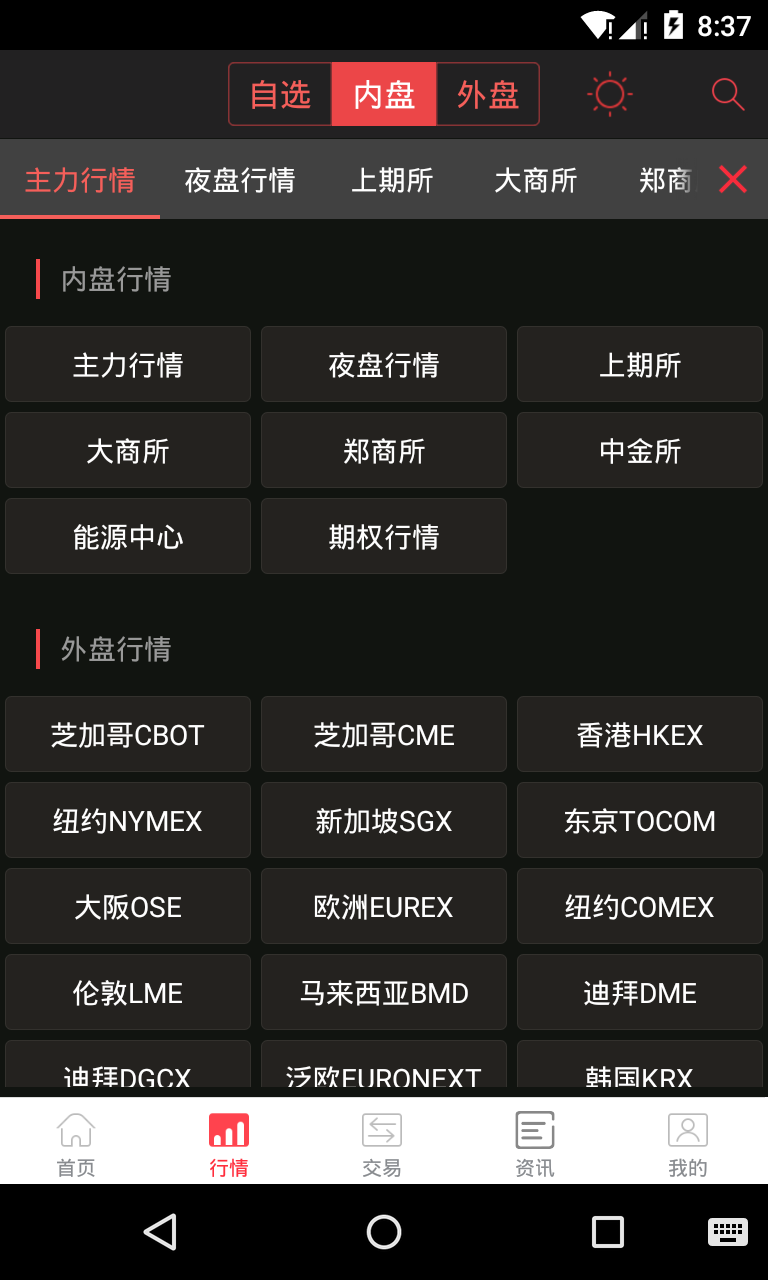 8:37
自选 内盘 外盘
主力行情 夜盘行情 上期所 大商所 郑商
内盘行情
主力行情 夜盘行情 上期所
大商所 郑商所 中金所
能源中心 期权行情
外盘行情
芝加哥CBOT 芝加哥CME 香港HKEX
纽约NYMEX 新加坡SGX 东京TOCOM
大阪OSE 欧洲EUREX 纽约COMEX
伦敦LME 马来西亚BMD 迪拜DME
迪拜DGCX 泛欧EURONEXT 韩国KRX
首页 行情 交易 资讯 我的